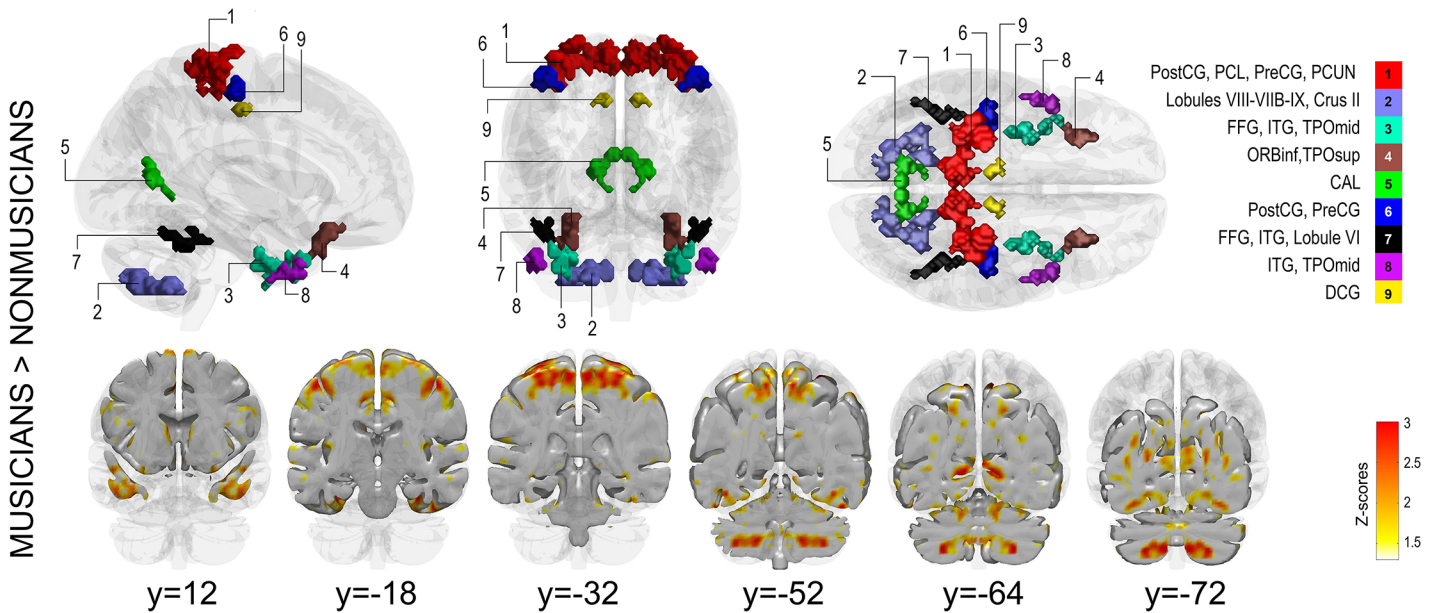 MUSICIANS > NONMUSICIANS
1
6
9
5
7
2
3
8
4
1
6
9
5
4
7
8
3
2
9
6
1
3
7
8
2
4
5
PostCG, PCL, PreCG, PCUN 1
Lobules VIII-VIIB-IX, Crus II 2
FFG, ITG, TPOmid 3
ORBinf,TPOsup 4
CAL 5
PostCG, PreCG 6
FFG, ITG, Lobule VI 7
ITG, TPOmid 8
DCG 9
Z-scores
3
2.5
2
1.5
y=12
y=-18
y=-32
y=-52
y=-64
y=-72